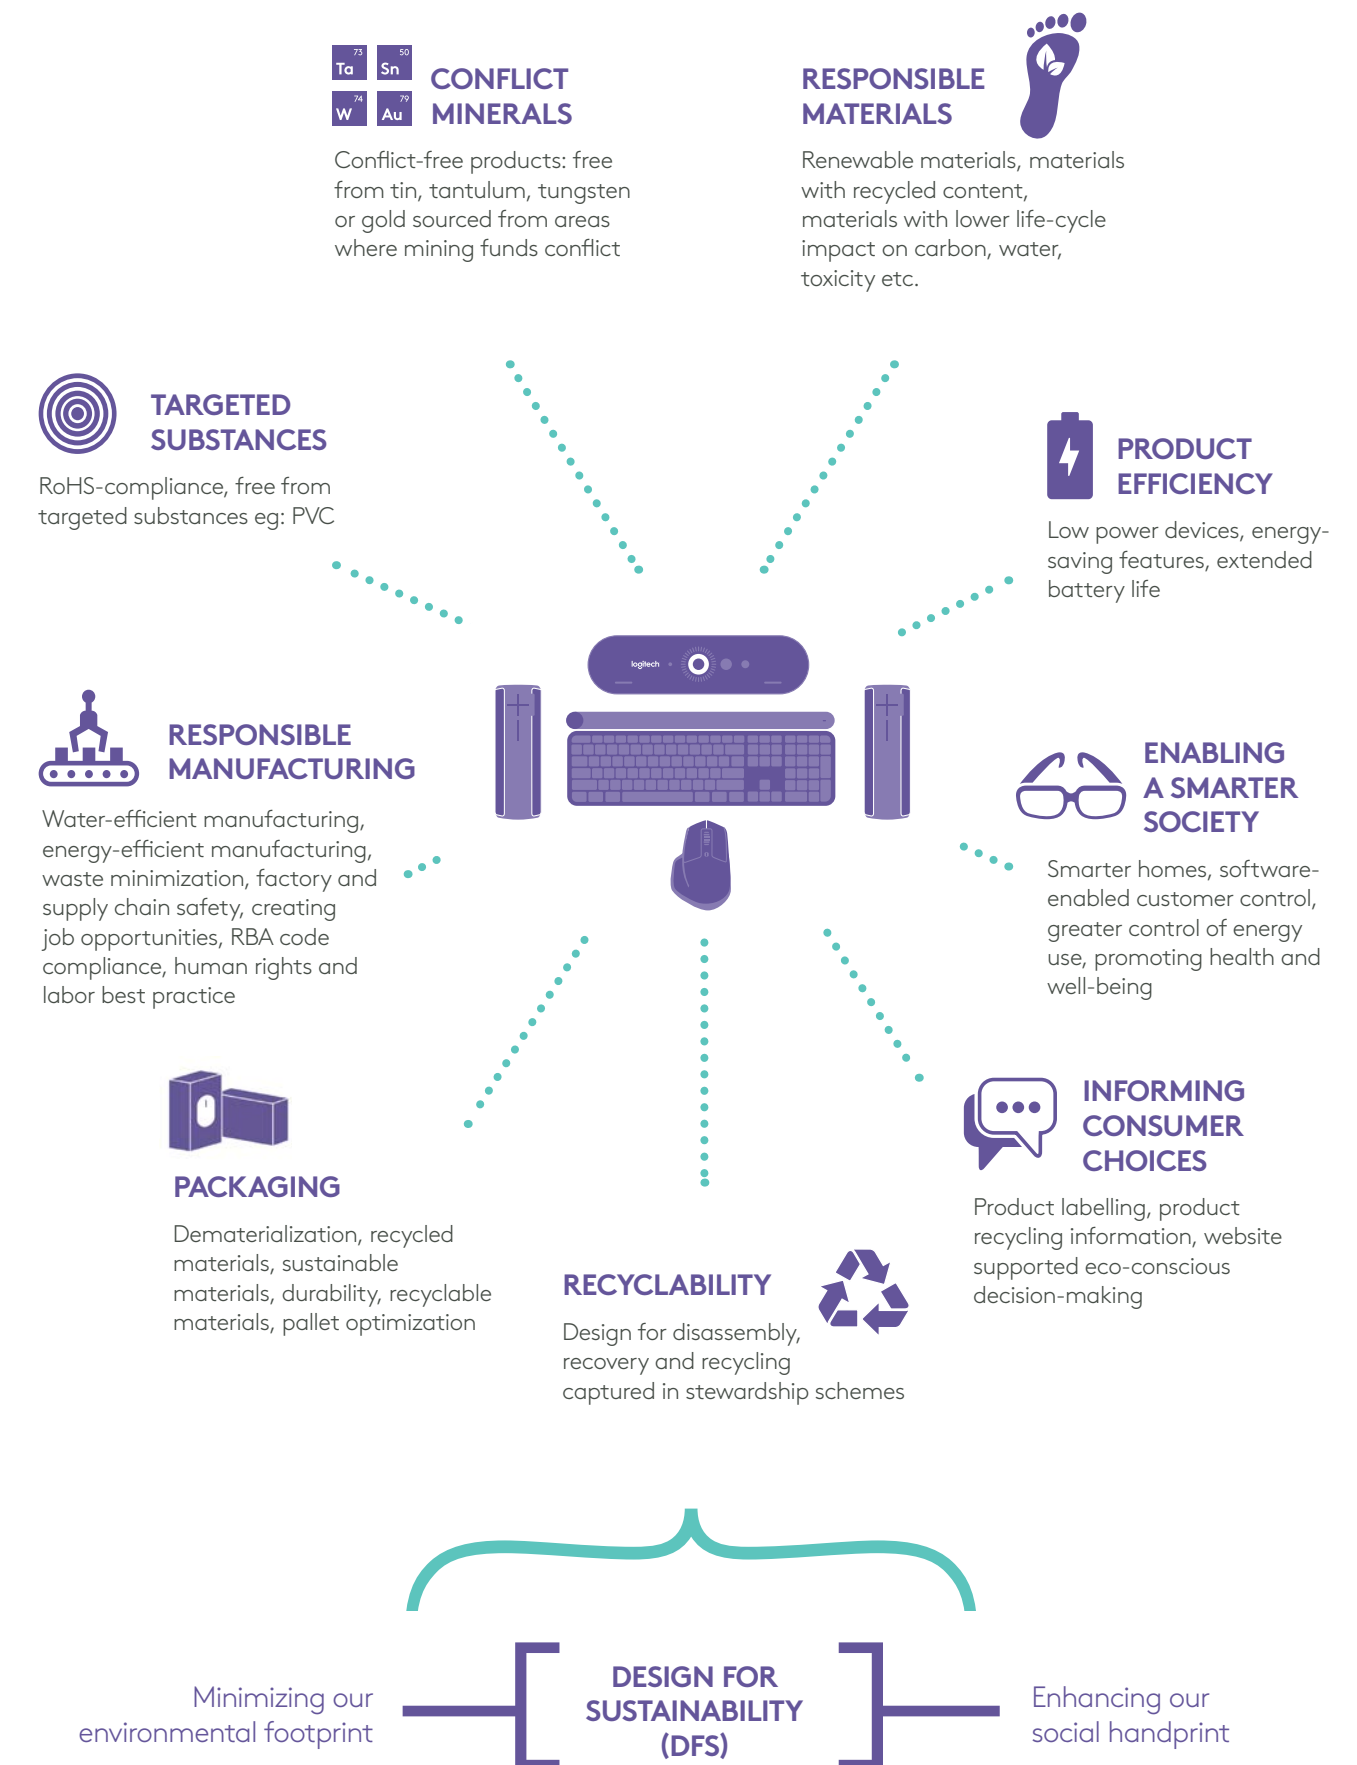 73
Ta
50
Sn
74
W
79
Au
CONFLICT
MINERALS
Conflict-free products: free
from tin, tantulum, tungsten
or gold sourced from areas
where mining funds conflict
RESPONSIBLE
MATERIALS
Renewable materials, materials
with recycled content,
materials with lower life-cycle
impact on carbon, water,
toxicity etc.
TARGETED
SUBSTANCES
RoHS-compliance, free from
targeted substances eg: PVC
PRODUCT
EFFICIENCY
Low power devices, energy-
saving features, extended
battery life
logitech
RESPONSIBLE
MANUFACTURING
Water-efficient manufacturing,
energy-efficient manufacturing,
waste minimization, factory and
supply chain safety, creating
job opportunities, RBA code
compliance, human rights and
labor best practice
ENABLING
A SMARTER
SOCIETY
Smarter homes, software-
enabled customer control,
greater control of energy
use, promoting health and
well-being
PACKAGING
Dematerialization, recycled
materials, sustainable
materials, durability, recyclable
materials, pallet optimization
RECYCLABILITY
Design for disassembly,
recovery and recycling
captured in stewardship schemes
INFORMING
CONSUMER
CHOICES
Product labelling, product
recycling information, website
supported eco-conscious
decision-making
Minimizing our
environmental footprint
DESIGN FOR
SUSTAINABILITY
(DFS)
Enhancing our
social handprint